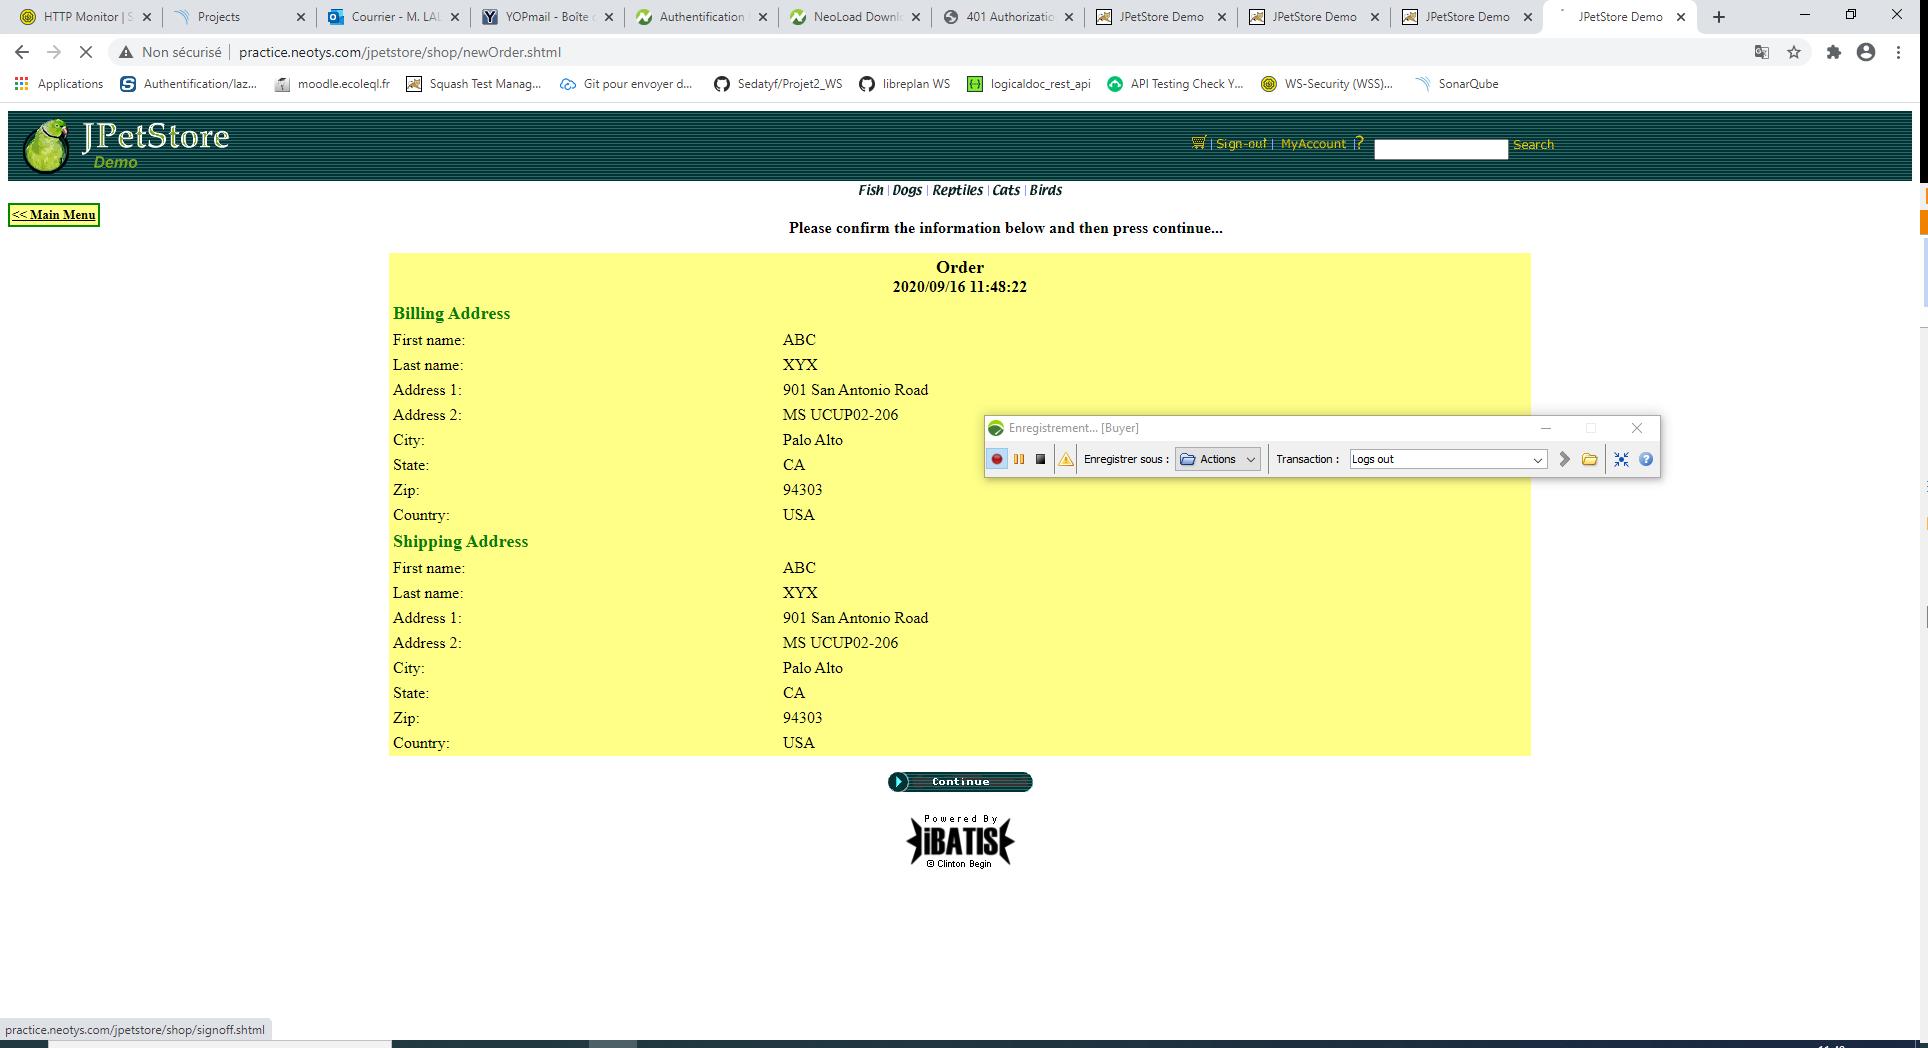 HTTP Monitor | S
Projects
Courrier - M. LAL
YOPmail - Boîte
Authentification
NeoLoad Downl
401 Authorizatio
JPetStore Demo
JPetStore Demo
JPetStore Demo
JPetStore Demo
Non sécurisé
practice.neotys.com/jpetstore/shop/newOrder.shtml
Applications
Authentification/laz...
moodle.ecoleql.fr
Squash Test Manag...
Git pour envoyer d...
Sedatyf/Projet2_WS
libreplan WS
logicaldoc_rest_api
API Testing Check Y...
WS-Security (WSS)...
SonarQube
JPetStore
Demo
| Sign-out | MyAccount | ?
Search
Fish | Dogs | Reptiles | Cats | Birds
<< Main Menu
Please confirm the information below and then press continue...
Order
2020/09/16 11:48:22
Billing Address
First name: ABC
Last name: XYX
Address 1: 901 San Antonio Road
Address 2: MS UCUP02-206
City: Palo Alto
State: CA
Zip: 94303
Country: USA
Shipping Address
First name: ABC
Last name: XYX
Address 1: 901 San Antonio Road
Address 2: MS UCUP02-206
City: Palo Alto
State: CA
Zip: 94303
Country: USA
Enregistrement... [Buyer]
Enregistrer sous : Actions
Transaction : Logs out
Continue
Powered By
iBATIS
© Clinton Begin
practice.neotys.com/jpetstore/shop/signoff.shtml